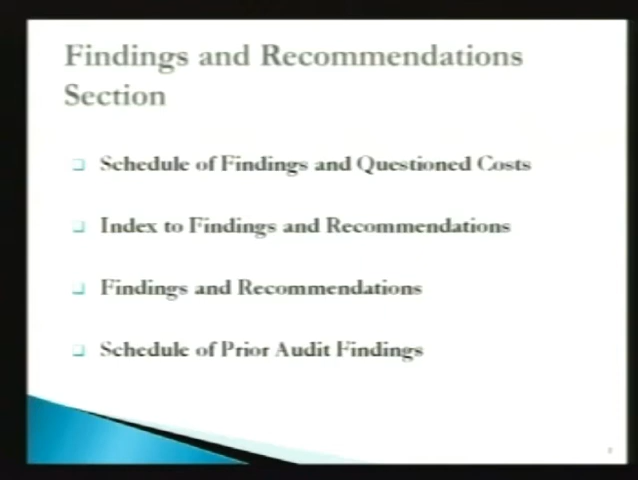 Findings and Recommendations
Section
Schedule of Findings and Questioned Costs
Index to Findings and Recommendations
Findings and Recommendations
Schedule of Prior Audit Findings